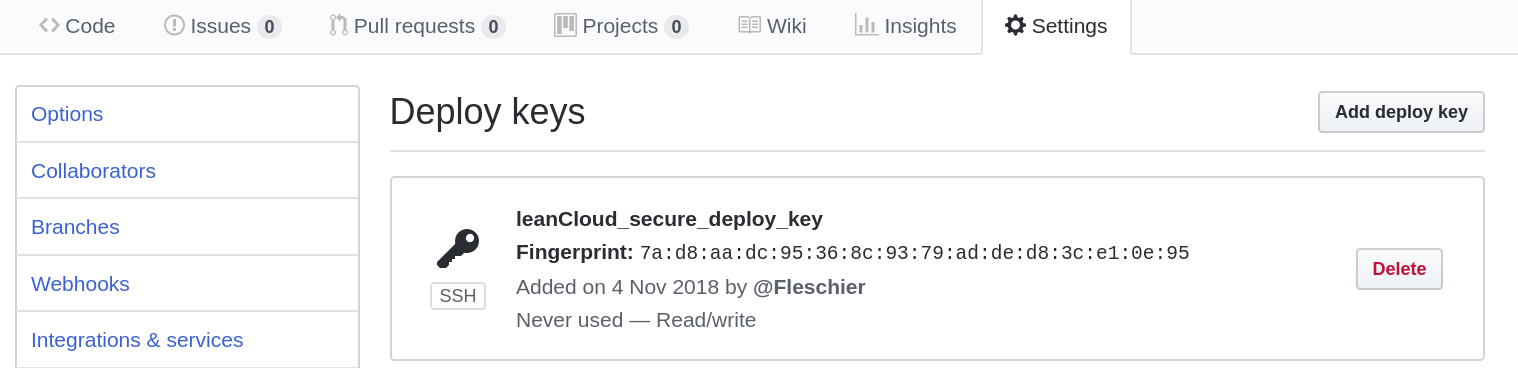 Code Issues 0 Pull requests 0 Projects 0 Wiki Insights Settings
Options
Collaborators
Branches
Webhooks
Integrations & services
Deploy keys Add deploy key
leanCloud_secure_deploy_key
Fingerprint: 7a:d8:aa:dc:95:36:8c:93:79:ad:de:d8:3c:e1:0e:95
Added on 4 Nov 2018 by @Fleschier
Never used — Read/write
SSH
Delete